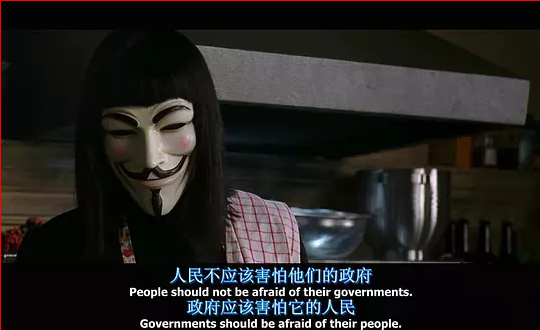 人民不应该害怕他们的政府
People should not be afraid of their governments.
政府应该害怕它的人民
Governments should be afraid of their people.